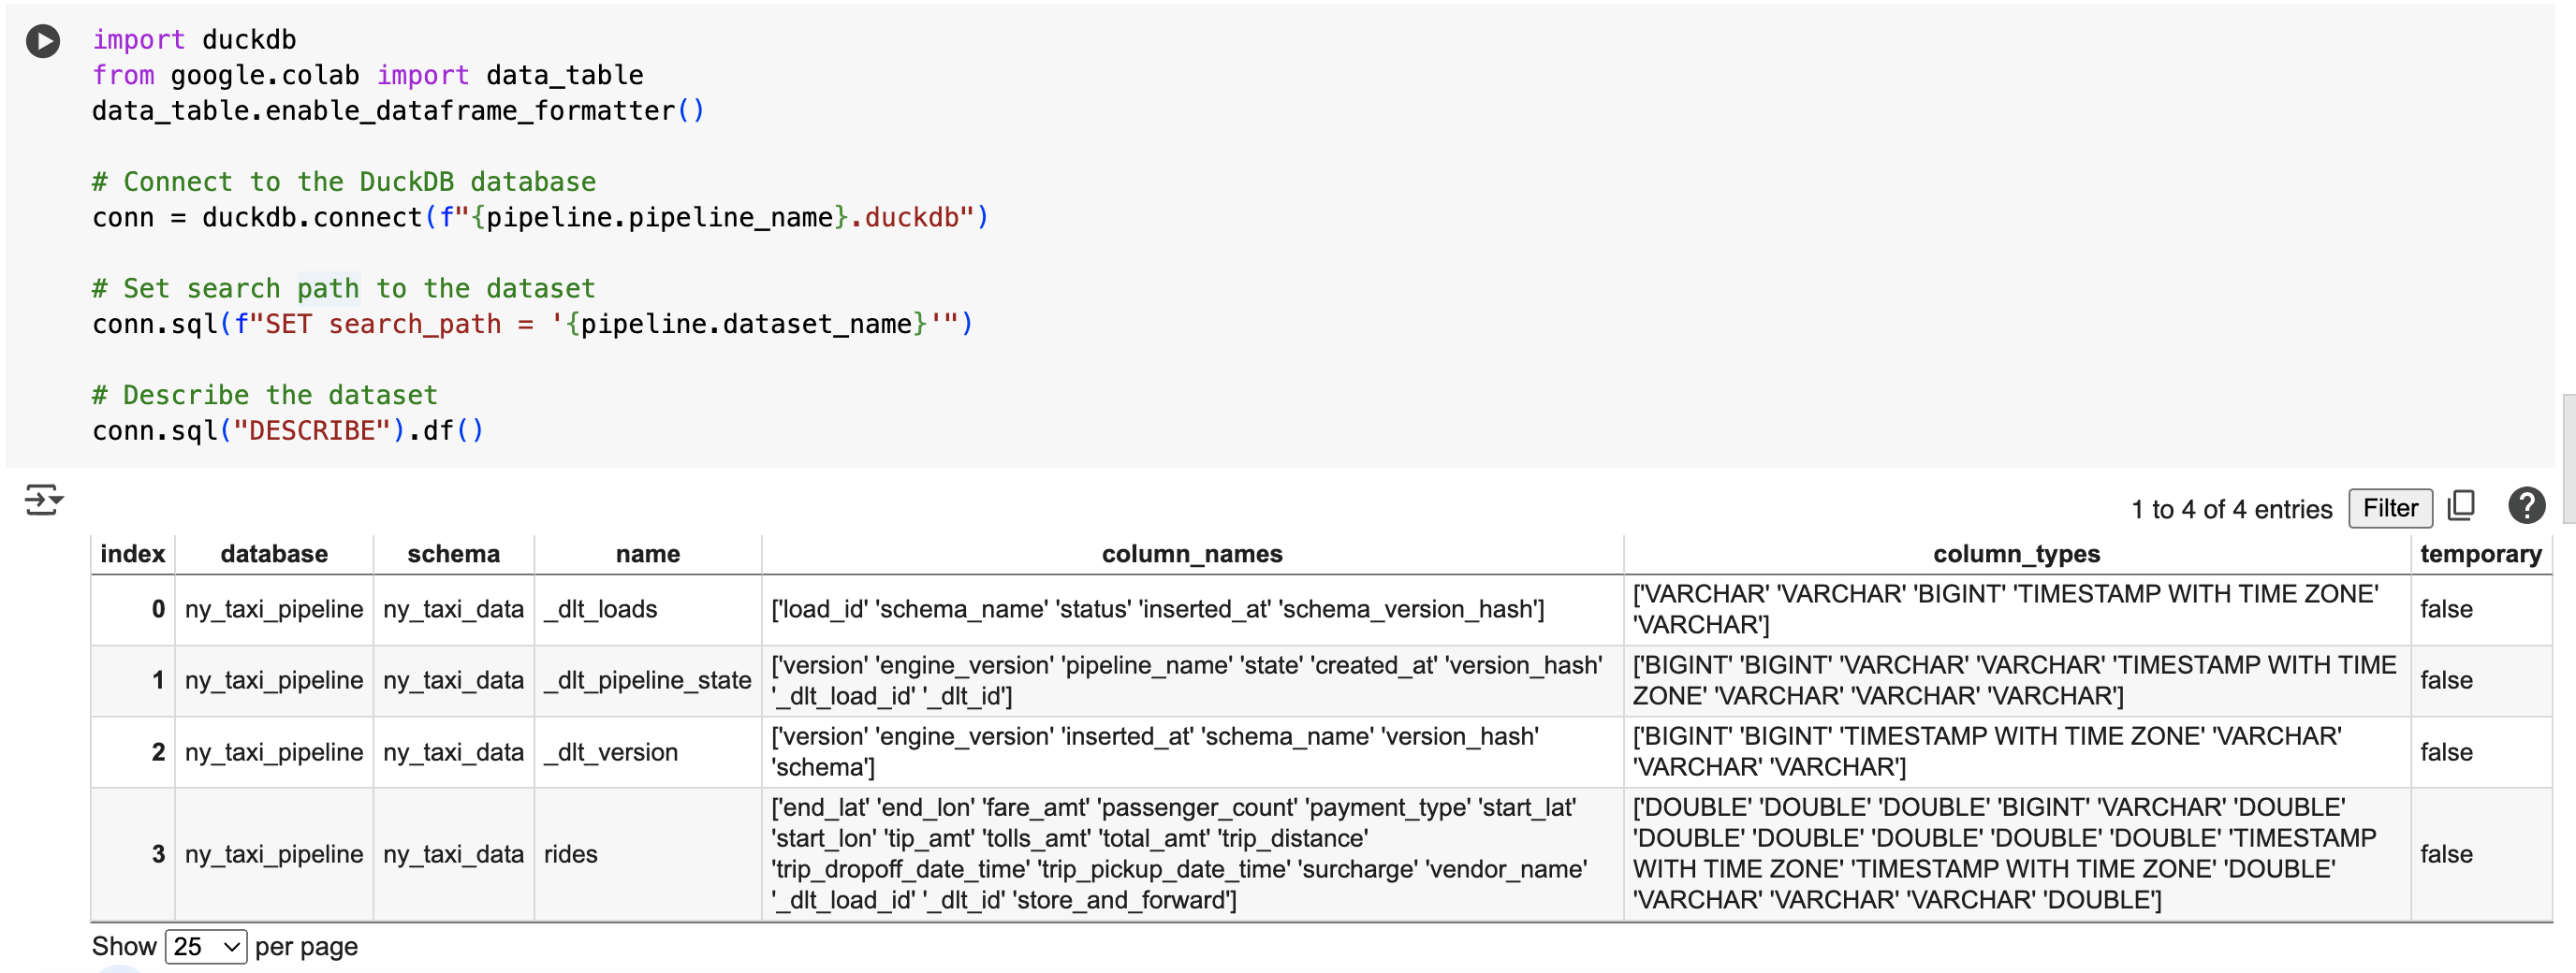 import duckdb
from google.colab import data_table
data_table.enable_dataframe_formatter()
# Connect to the DuckDB database
conn = duckdb.connect(f"{pipeline.pipeline_name}.duckdb")
# Set search path to the dataset
conn.sql(f"SET search_path = '{pipeline.dataset_name}'")
# Describe the dataset
conn.sql("DESCRIBE").df()
1 to 4 of 4 entries Filter ?
index database schema name column_names column_types temporary
0 ny_taxi_pipeline ny_taxi_data _dlt_loads ['load_id' 'schema_name' 'status' 'inserted_at' 'schema_version_hash'] ['VARCHAR' 'VARCHAR' 'BIGINT' 'TIMESTAMP WITH TIME ZONE'
'VARCHAR'] false
1 ny_taxi_pipeline ny_taxi_data _dlt_pipeline_state ['version' 'engine_version' 'pipeline_name' 'state' 'created_at' 'version_hash'
'_dlt_load_id' '_dlt_id'] ['BIGINT' 'BIGINT' 'VARCHAR' 'VARCHAR' 'TIMESTAMP WITH TIME
ZONE' 'VARCHAR' 'VARCHAR' 'VARCHAR'] false
2 ny_taxi_pipeline ny_taxi_data _dlt_version ['version' 'engine_version' 'inserted_at' 'schema_name' 'version_hash'
'schema'] ['BIGINT' 'BIGINT' 'TIMESTAMP WITH TIME ZONE' 'VARCHAR'
'VARCHAR' 'VARCHAR'] false
3 ny_taxi_pipeline ny_taxi_data rides ['end_lat' 'end_lon' 'fare_amt' 'passenger_count' 'payment_type' 'start_lat'
'start_lon' 'tip_amt' 'tolls_amt' 'total_amt' 'trip_distance'
'trip_dropoff_date_time' 'trip_pickup_date_time' 'surcharge' 'vendor_name'
'_dlt_load_id' '_dlt_id' 'store_and_forward'] ['DOUBLE' 'DOUBLE' 'DOUBLE' 'BIGINT' 'VARCHAR' 'DOUBLE'
'DOUBLE' 'DOUBLE' 'DOUBLE' 'DOUBLE' 'DOUBLE' 'TIMESTAMP
WITH TIME ZONE' 'TIMESTAMP WITH TIME ZONE' 'DOUBLE'
'VARCHAR' 'VARCHAR' 'VARCHAR' 'DOUBLE'] false
Show 25 per page